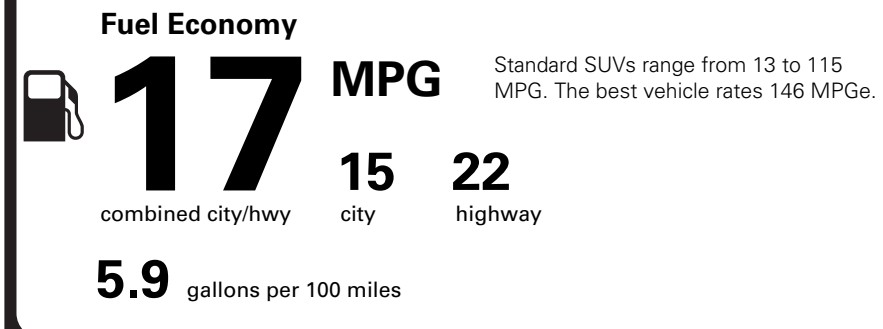 Fuel Economy
17 MPG
Standard SUVs range from 13 to 115
MPG. The best vehicle rates 146 MPGe.
15 22
combined city/hwy city highway
5.9 gallons per 100 miles